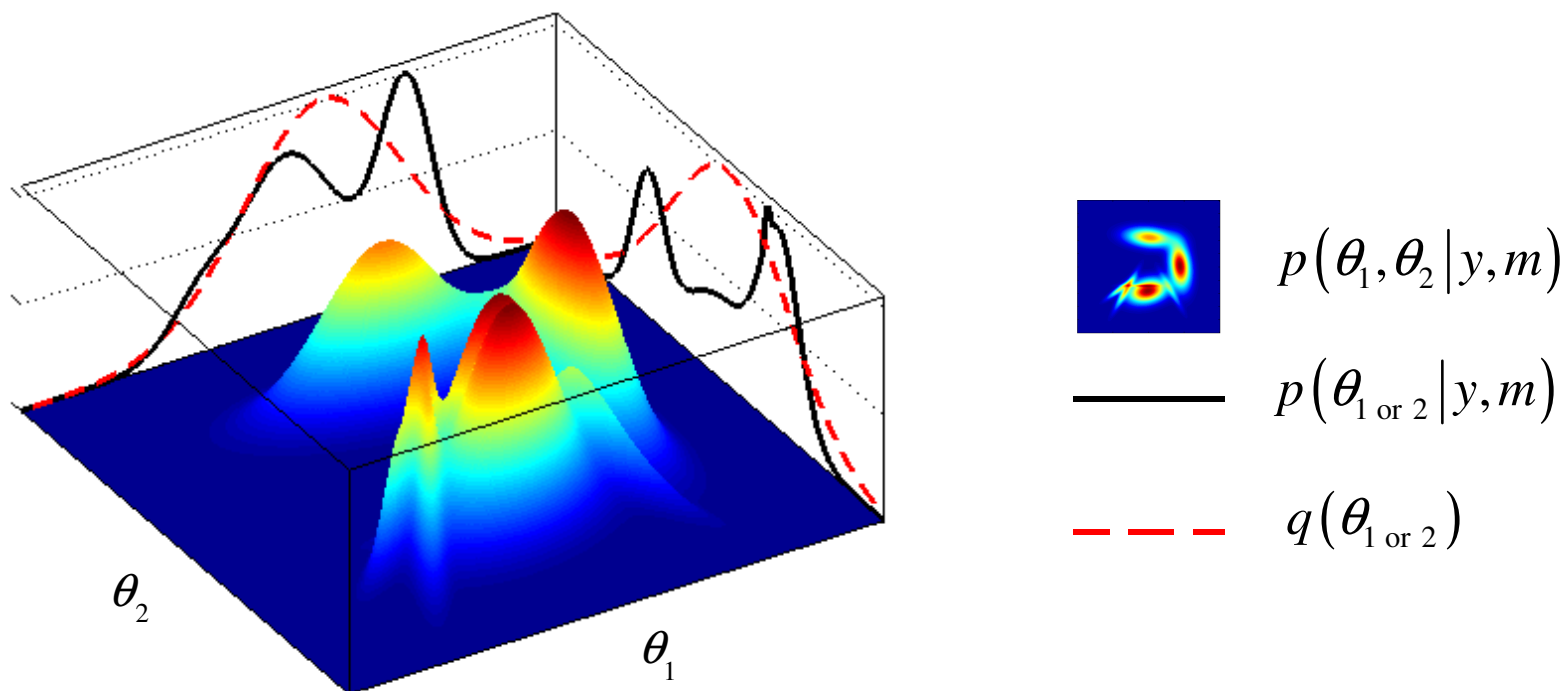 θ₂
θ₁
p(θ₁, θ₂ | y, m)
p(θ₁ or ₂ | y, m)
q(θ₁ or ₂)